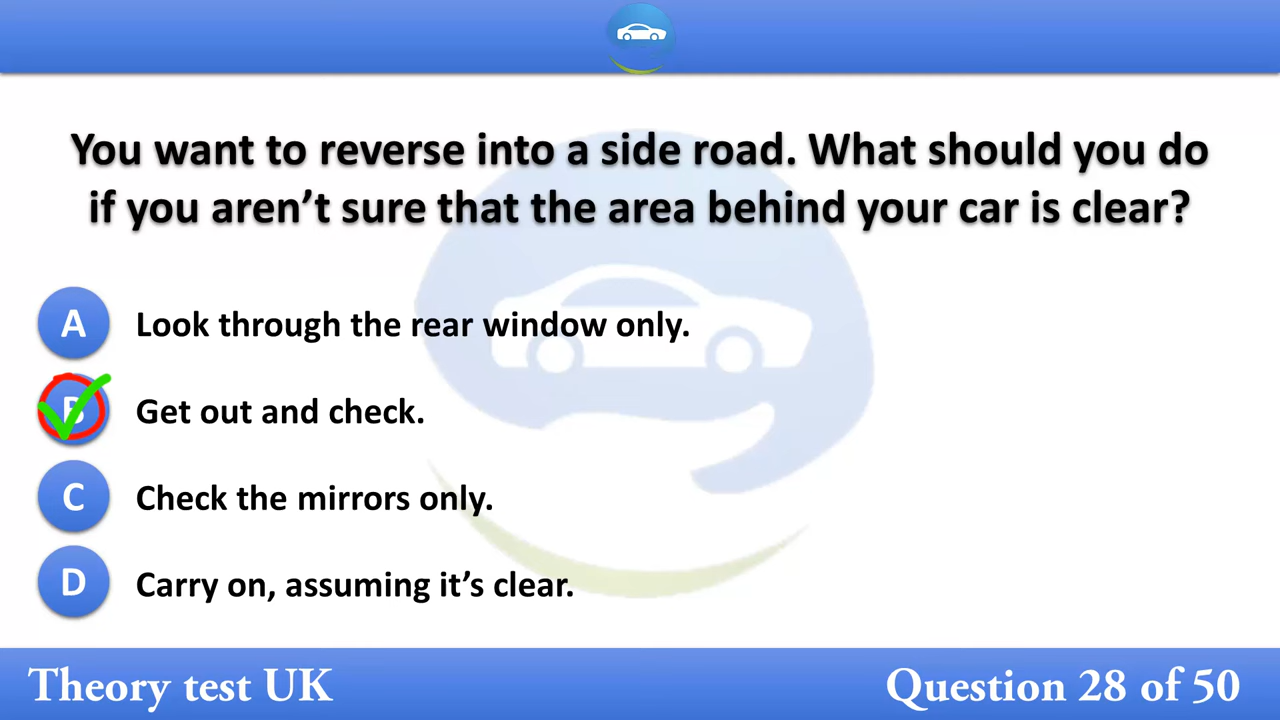 You want to reverse into a side road. What should you do
if you aren’t sure that the area behind your car is clear?
A Look through the rear window only.
B Get out and check.
C Check the mirrors only.
D Carry on, assuming it’s clear.
Theory test UK Question 28 of 50